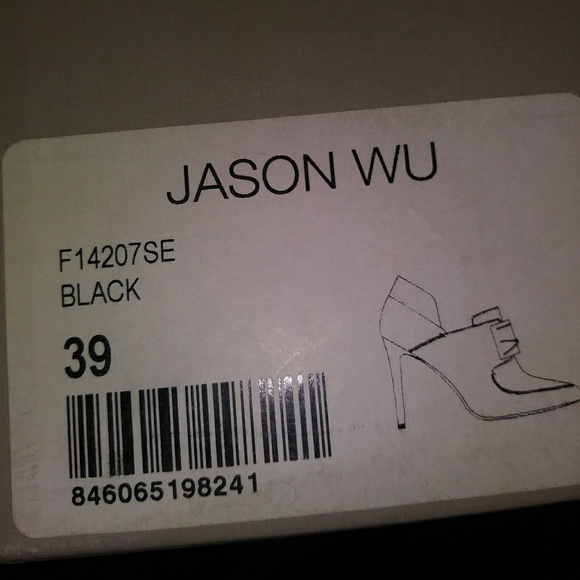 JASON WU
F14207SE
BLACK
39
846065198241